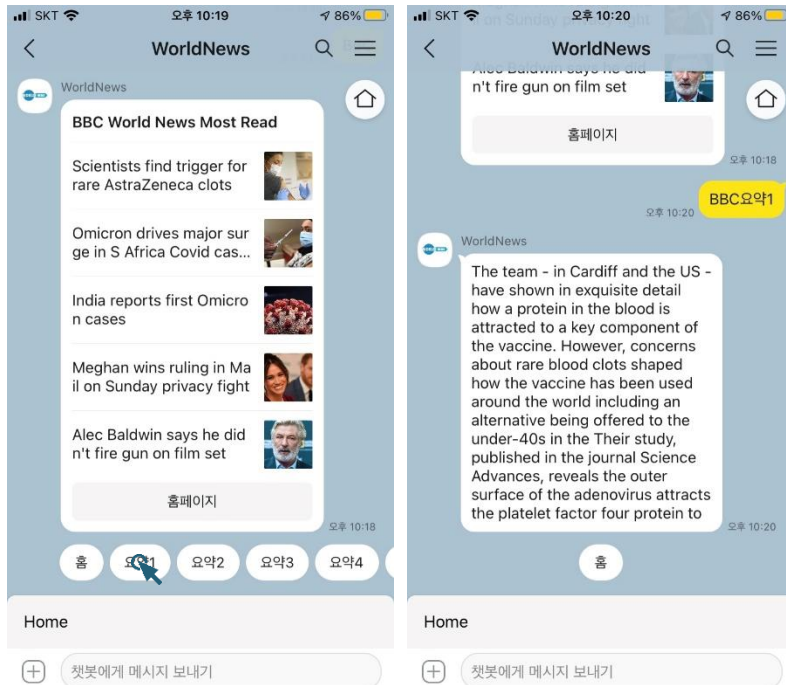 SKT
오후 10:19
86%
WorldNews
WorldNews
BBC World News Most Read
Scientists find trigger for
rare AstraZeneca clots
Omicron drives major sur
ge in S Africa Covid cas...
India reports first Omicro
n cases
Meghan wins ruling in Ma
il on Sunday privacy fight
Alec Baldwin says he did
n't fire gun on film set
홈페이지
오후 10:18
홈
요약1
요약2
요약3
요약4
Home
챗봇에게 메시지 보내기
SKT
오후 10:20
86%
il on Sunday privacy fight
WorldNews
Alec Baldwin says he did
n't fire gun on film set
홈페이지
오후 10:18
BBC요약1
오후 10:20
WorldNews
The team - in Cardiff and the US -
have shown in exquisite detail
how a protein in the blood is
attracted to a key component of
the vaccine. However, concerns
about rare blood clots shaped
how the vaccine has been used
around the world including an
alternative being offered to the
under-40s in the Their study,
published in the journal Science
Advances, reveals the outer
surface of the adenovirus attracts
the platelet factor four protein to
오후 10:20
홈
Home
챗봇에게 메시지 보내기